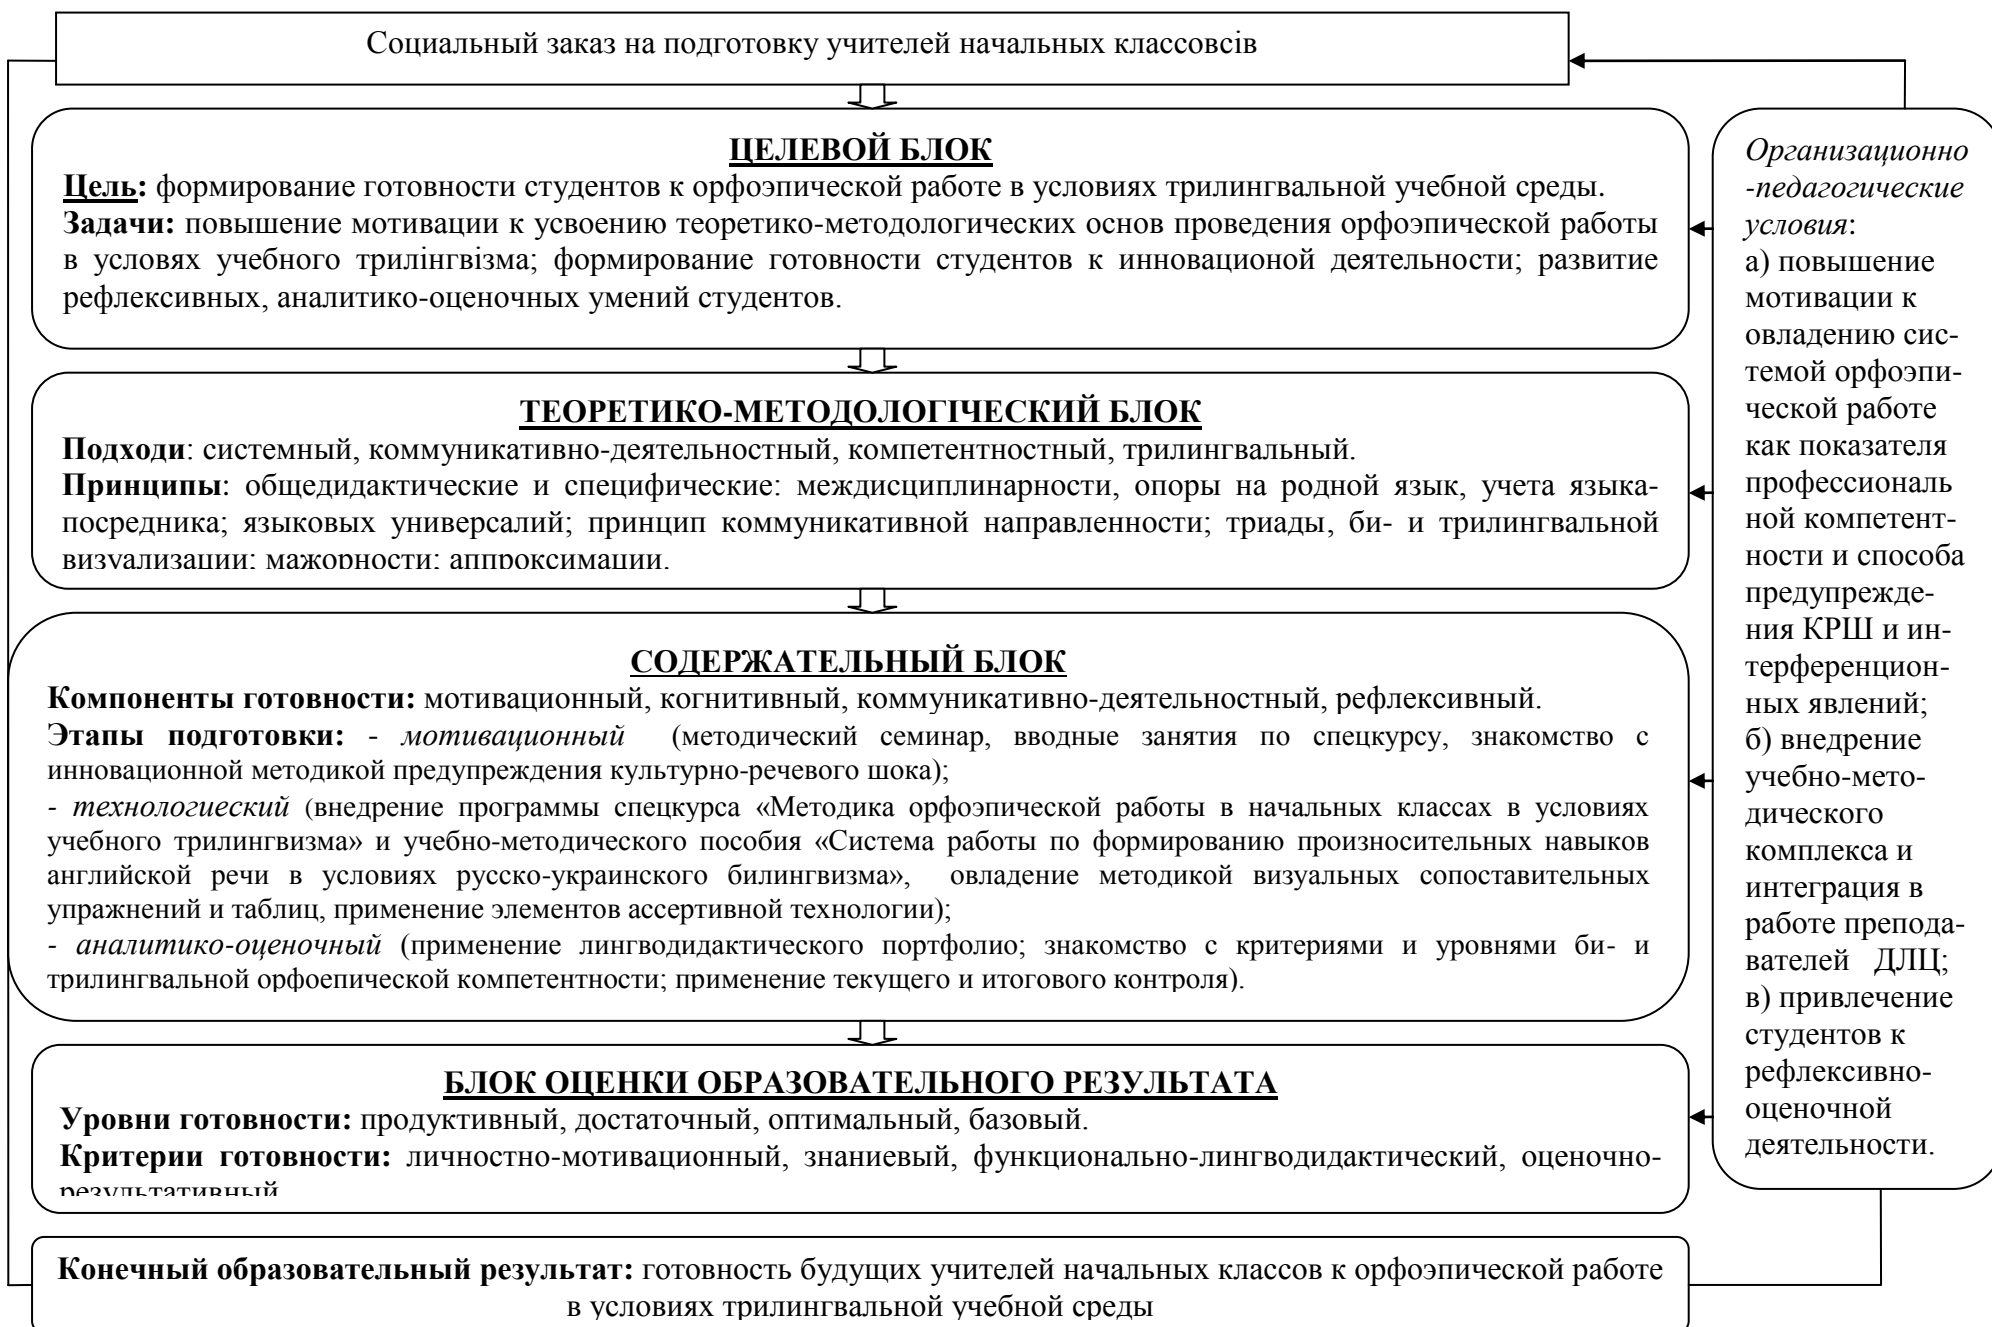 Социальный заказ на подготовку учителей начальных классовсів
ЦЕЛЕВОЙ БЛОК
Цель: формирование готовности студентов к орфоэпической работе в условиях трилингвальной учебной среды.
Задачи: повышение мотивации к усвоению теоретико-методологических основ проведения орфоэпической работы
в условях учебного трилінгвізма; формирование готовности студентов к инновационой деятельности; развитие
рефлексивных, аналитико-оценочных умений студентов.
ТЕОРЕТИКО-МЕТОДОЛОГІЧЕСКИЙ БЛОК
Подходи: системный, коммуникативно-деятельностный, компетентностный, трилингвальный.
Принципы: общедидактические и специфические: междисциплинарности, опоры на родной язык, учета языка-
посредника; языковых универсалий; принцип коммуникативной направленности; триады, би- и трилингвальной
визуализации; мажорности; аппроксимации.
СОДЕРЖАТЕЛЬНЫЙ БЛОК
Компоненты готовности: мотивационный, когнитивный, коммуникативно-деятельностный, рефлексивный.
Этапы подготовки: - мотивационный (методический семинар, вводные занятия по спецкурсу, знакомство с
инновационной методикой предупреждения культурно-речевого шока);
- технологиеский (внедрение программы спецкурса «Методика орфоэпической работы в начальных классах в условиях
учебного трилингвизма» и учебно-методического пособия «Система работы по формированию произносительных навыков
английской речи в условиях русско-украинского билингвизма», овладение методикой визуальных сопоставительных
упражнений и таблиц, применение элементов ассертивной технологии);
- аналитико-оценочный (применение лингводидактического портфолио; знакомство с критериями и уровнями би- и
трилингвальной орфоепической компетентности; применение текущего и итогового контроля).
БЛОК ОЦЕНКИ ОБРАЗОВАТЕЛЬНОГО РЕЗУЛЬТАТА
Уровни готовности: продуктивный, достаточный, оптимальный, базовый.
Критерии готовности: личностно-мотивационный, знаниевый, функционально-лингводидактический, оценочно-
результативный
Конечный образовательный результат: готовность будущих учителей начальных классов к орфоэпической работе
в условиях трилингвальной учебной среды
Организационно
-педагогические
условия:
а) повышение
мотивации к
овладению сис-
темой орфоэпи-
ческой работе
как показателя
профессиональ
ной компетент-
ности и способа
предупрежде-
ния КРШ и ин-
терференцион-
ных явлений;
б) внедрение
учебно-мето-
дического
комплекса и
интеграция в
работе препода-
вателей ДЛЦ;
в) привлечение
студентов к
рефлексивно-
оценочной
деятельности.